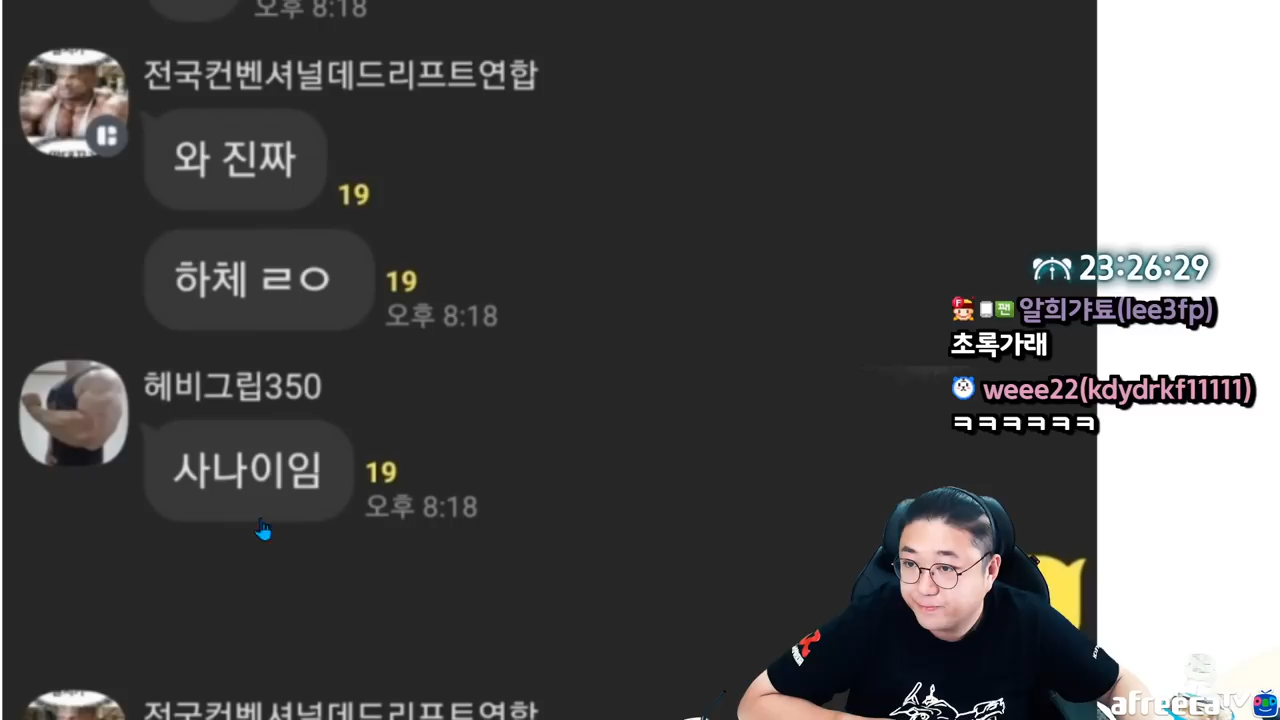 오후 8:18
전국컨벤셔널데드리프트연합
와 진짜
19
하체 ㄹㅇ
19
오후 8:18
헤비그립350
사나이임
19
오후 8:18
전국컨벤셔널데드리프트연합
23:26:29
팬 알희갸툐(lee3fp)
초록가래
weee22(kdydrkf11111)
ㅋㅋㅋㅋㅋㅋ
afreecaTV